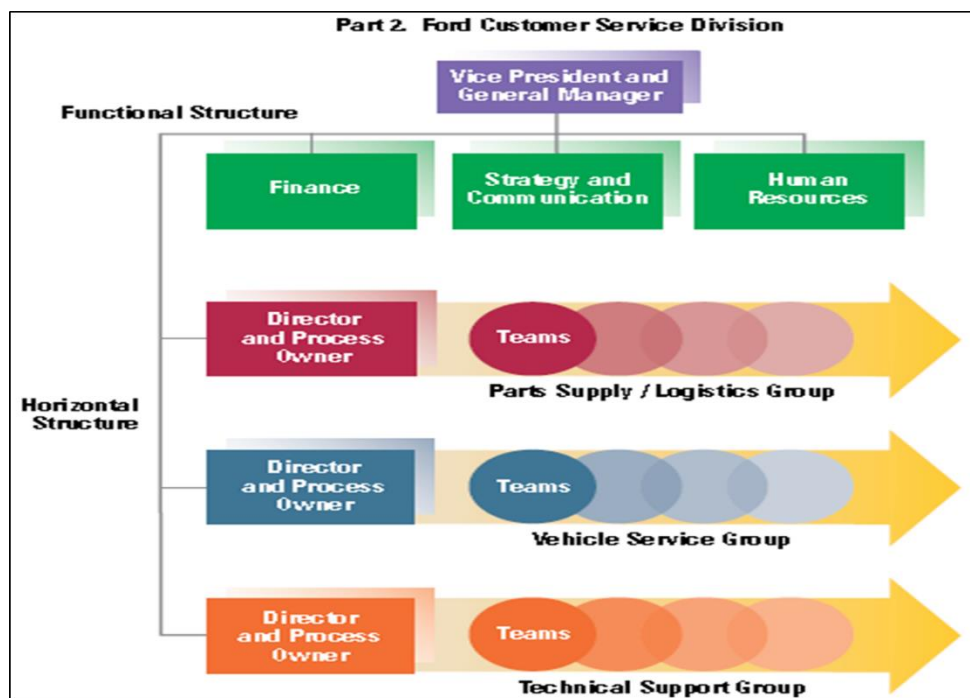 Part 2. Ford Customer Service Division
Vice President and
General Manager
Functional Structure
Finance
Strategy and
Communication
Human
Resources
Director
and Process
Owner
Teams
Parts Supply / Logistics Group
Horizontal
Structure
Director
and Process
Owner
Teams
Vehicle Service Group
Director
and Process
Owner
Teams
Technical Support Group